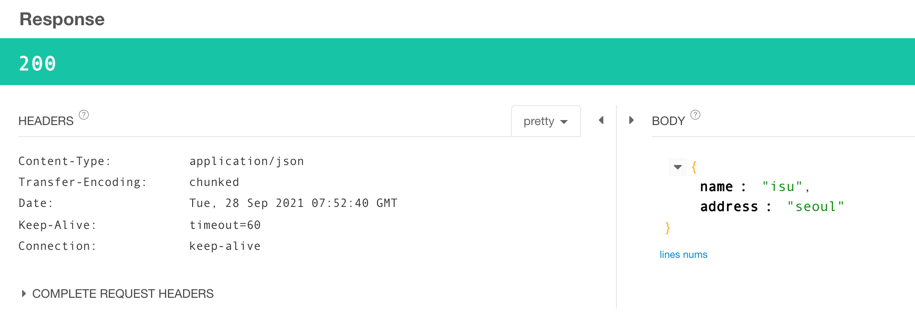 Response
200
HEADERS ?
pretty
Content-Type: application/json
Transfer-Encoding: chunked
Date: Tue, 28 Sep 2021 07:52:40 GMT
Keep-Alive: timeout=60
Connection: keep-alive
COMPLETE REQUEST HEADERS
BODY ?
{
name : "isu",
address : "seoul"
}
lines nums